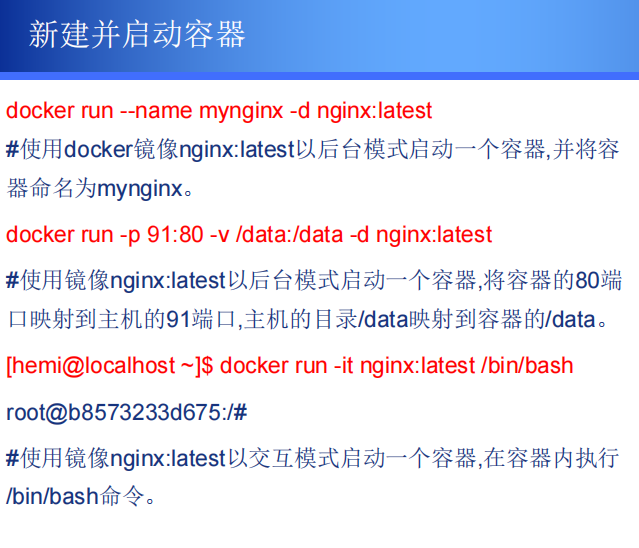 新建并启动容器
docker run --name mynginx -d nginx:latest
#使用docker镜像nginx:latest以后台模式启动一个容器,并将容
器命名为mynginx。
docker run -p 91:80 -v /data:/data -d nginx:latest
#使用镜像nginx:latest以后台模式启动一个容器,将容器的80端
口映射到主机的91端口,主机的目录/data映射到容器的/data。
[hemi@localhost ~]$ docker run -it nginx:latest /bin/bash
root@b8573233d675:/#
#使用镜像nginx:latest以交互模式启动一个容器,在容器内执行
/bin/bash命令。